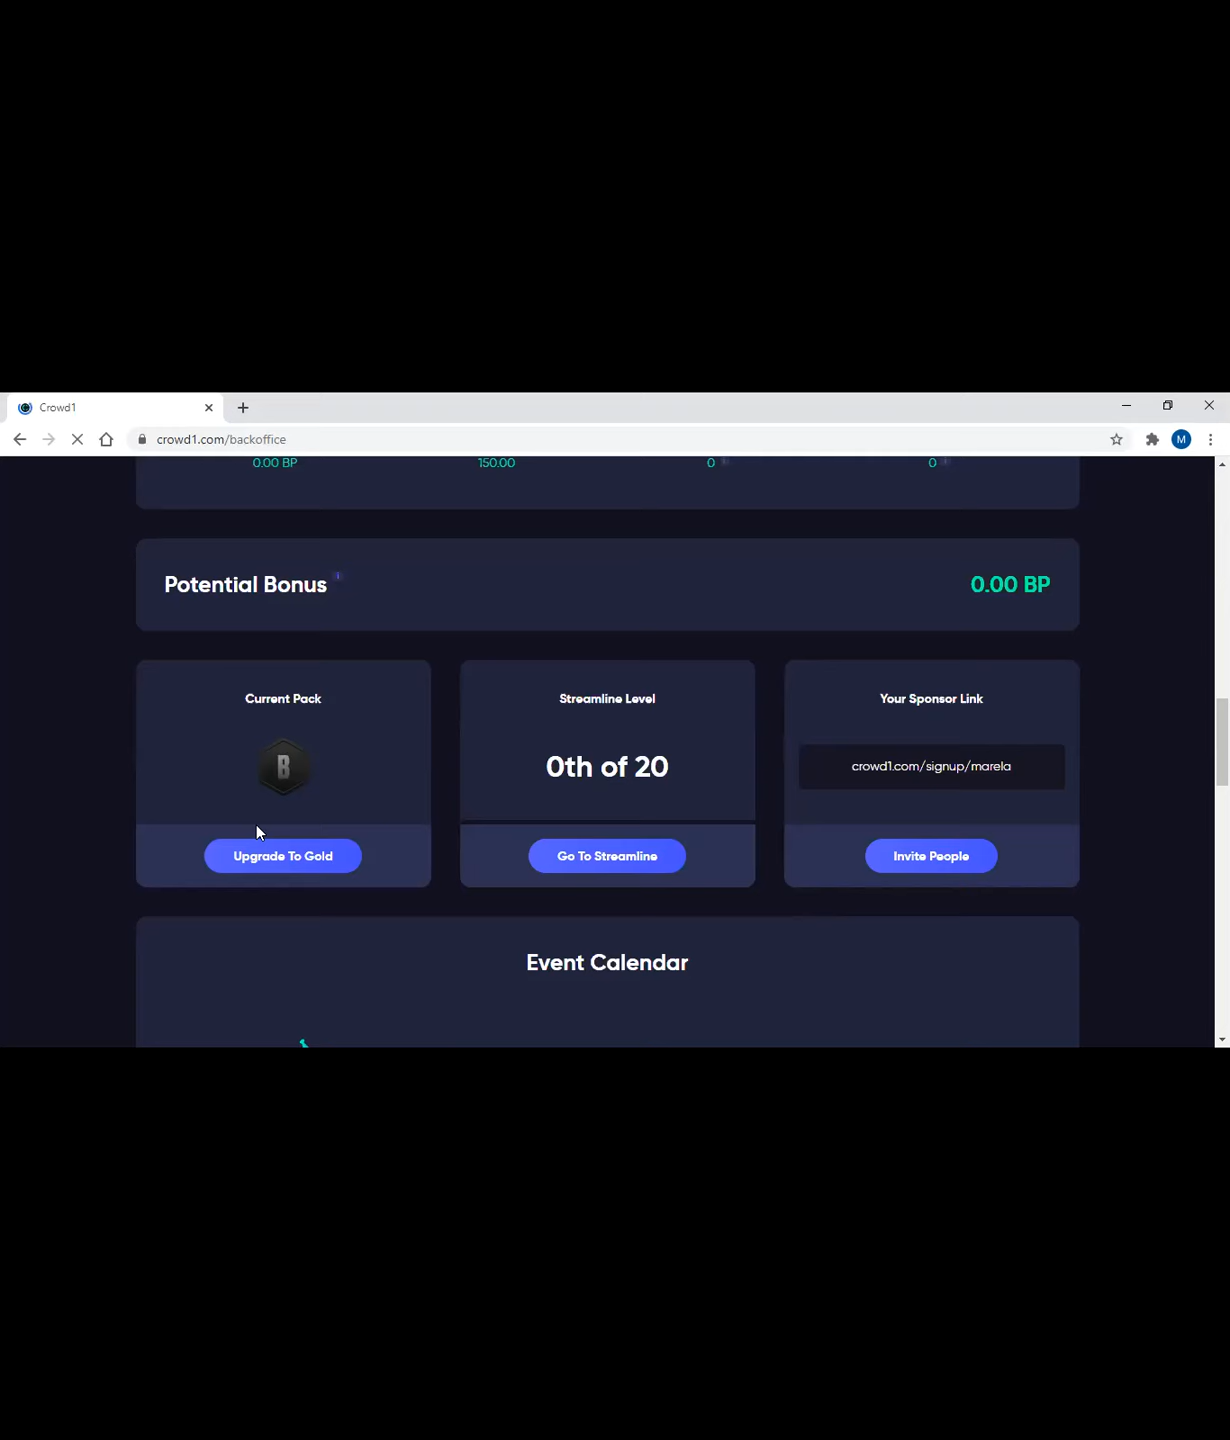 Crowd1
crowd1.com/backoffice
M
0.00 BP 150.00 0 0
Potential Bonus i 0.00 BP
Current Pack Streamline Level Your Sponsor Link
B 0th of 20 crowd1.com/signup/marela
Upgrade To Gold Go To Streamline Invite People
Event Calendar